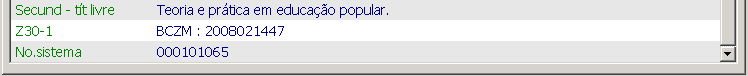 Secund - tít livre Teoria e prática em educação popular.
Z30-1 BCZM : 2008021447
No.sistema 000101065